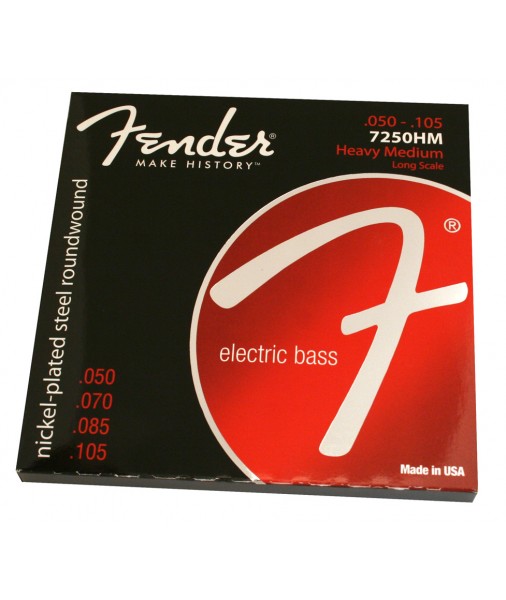 Fender®
MAKE HISTORY™
.050 - .105
7250HM
Heavy Medium
Long Scale
F®
electric bass
nickel-plated steel roundwound
.050
.070
.085
.105
Made in USA